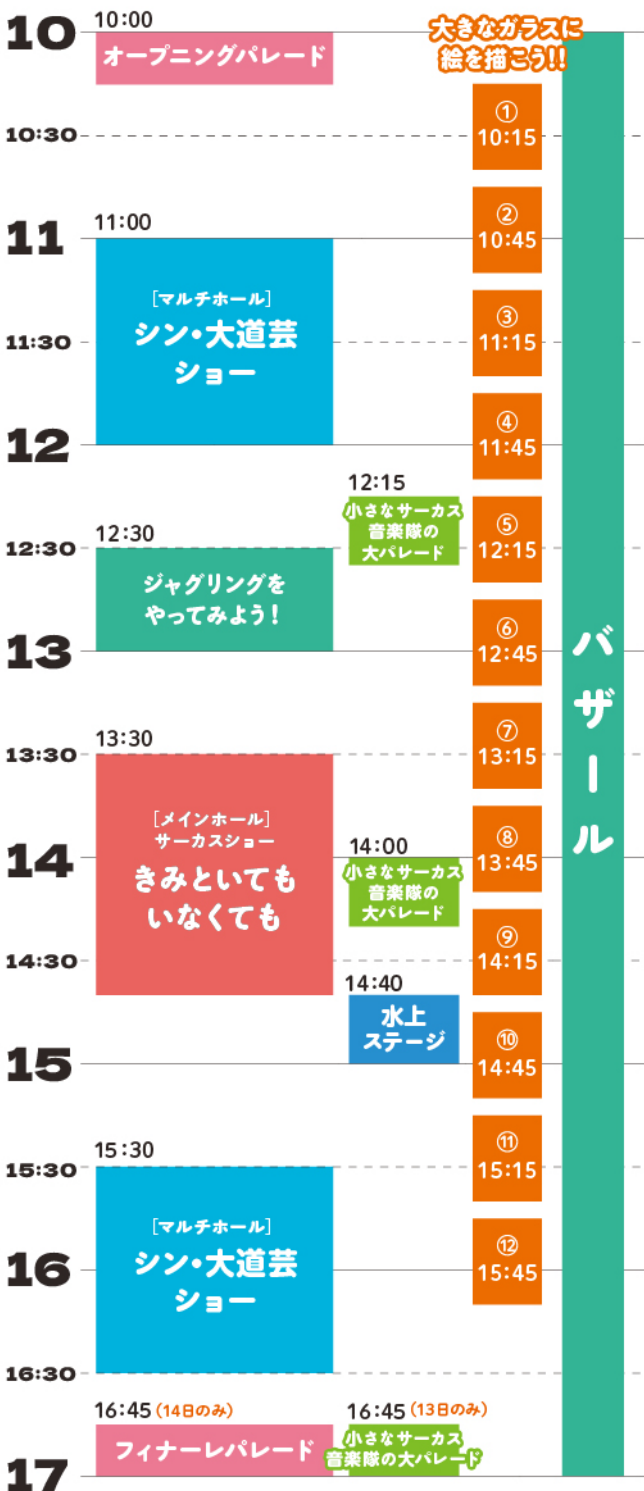 10
10:00
オープニングパレード
大きなガラスに
絵を描こう!!
①
10:15
10:30
②
10:45
11
11:00
[マルチホール]
シン・大道芸
ショー
③
11:15
11:30
④
11:45
12
12:15
小さなサーカス
音楽隊の
大パレード
⑤
12:15
12:30
12:30
ジャグリングを
やってみよう!
⑥
12:45
13
バザール
⑦
13:15
13:30
13:30
[メインホール]
サーカスショー
きみといても
いなくても
⑧
13:45
14
14:00
小さなサーカス
音楽隊の
大パレード
⑨
14:15
14:30
14:40
水上
ステージ
⑩
14:45
15
⑪
15:15
15:30
15:30
[マルチホール]
シン・大道芸
ショー
⑫
15:45
16
16:30
16:45(14日のみ)
フィナーレパレード
16:45(13日のみ)
小さなサーカス
音楽隊の大パレード
17